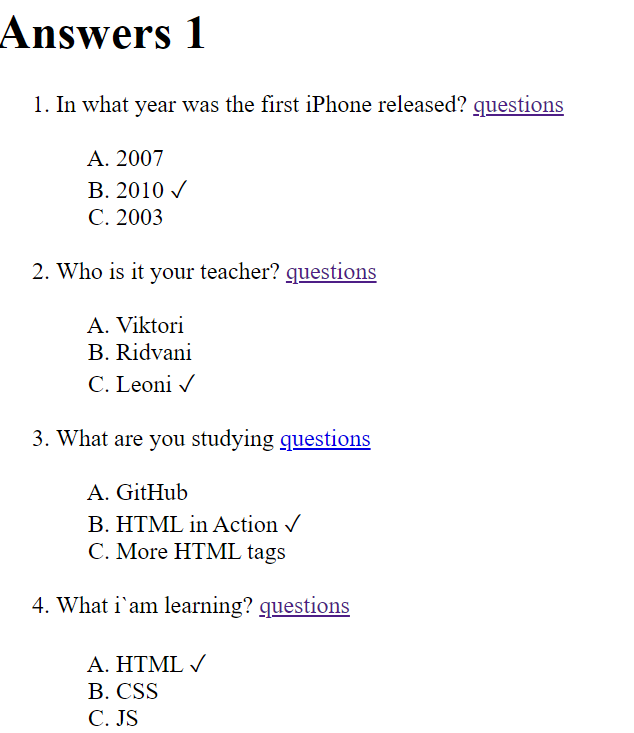 Answers 1
1. In what year was the first iPhone released? questions
A. 2007
B. 2010 ✓
C. 2003
2. Who is it your teacher? questions
A. Viktori
B. Ridvani
C. Leoni ✓
3. What are you studying questions
A. GitHub
B. HTML in Action ✓
C. More HTML tags
4. What i`am learning? questions
A. HTML ✓
B. CSS
C. JS